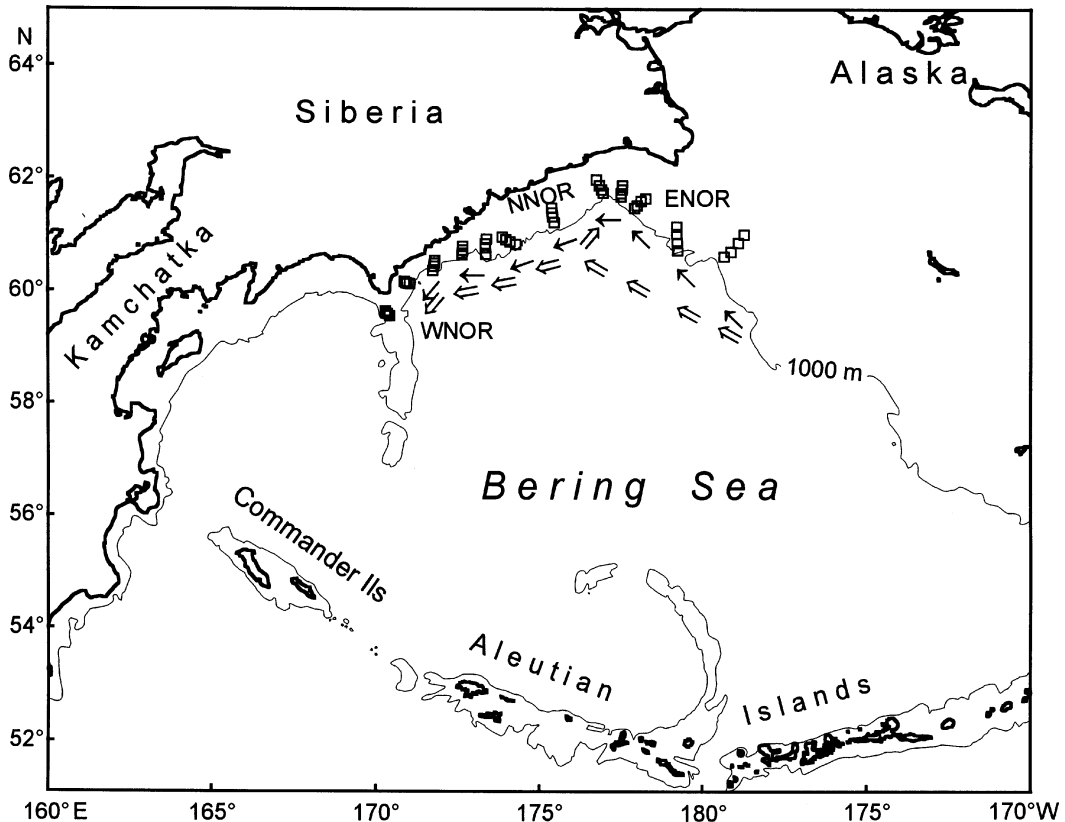 N
64°
62°
60°
58°
56°
54°
52°
Siberia
Alaska
NNOR
ENOR
Kamchatka
WNOR
1000 m
Bering Sea
Commander Ils
Aleutian
Islands
160°E
165°
170°
175°
180°
175°
170°W